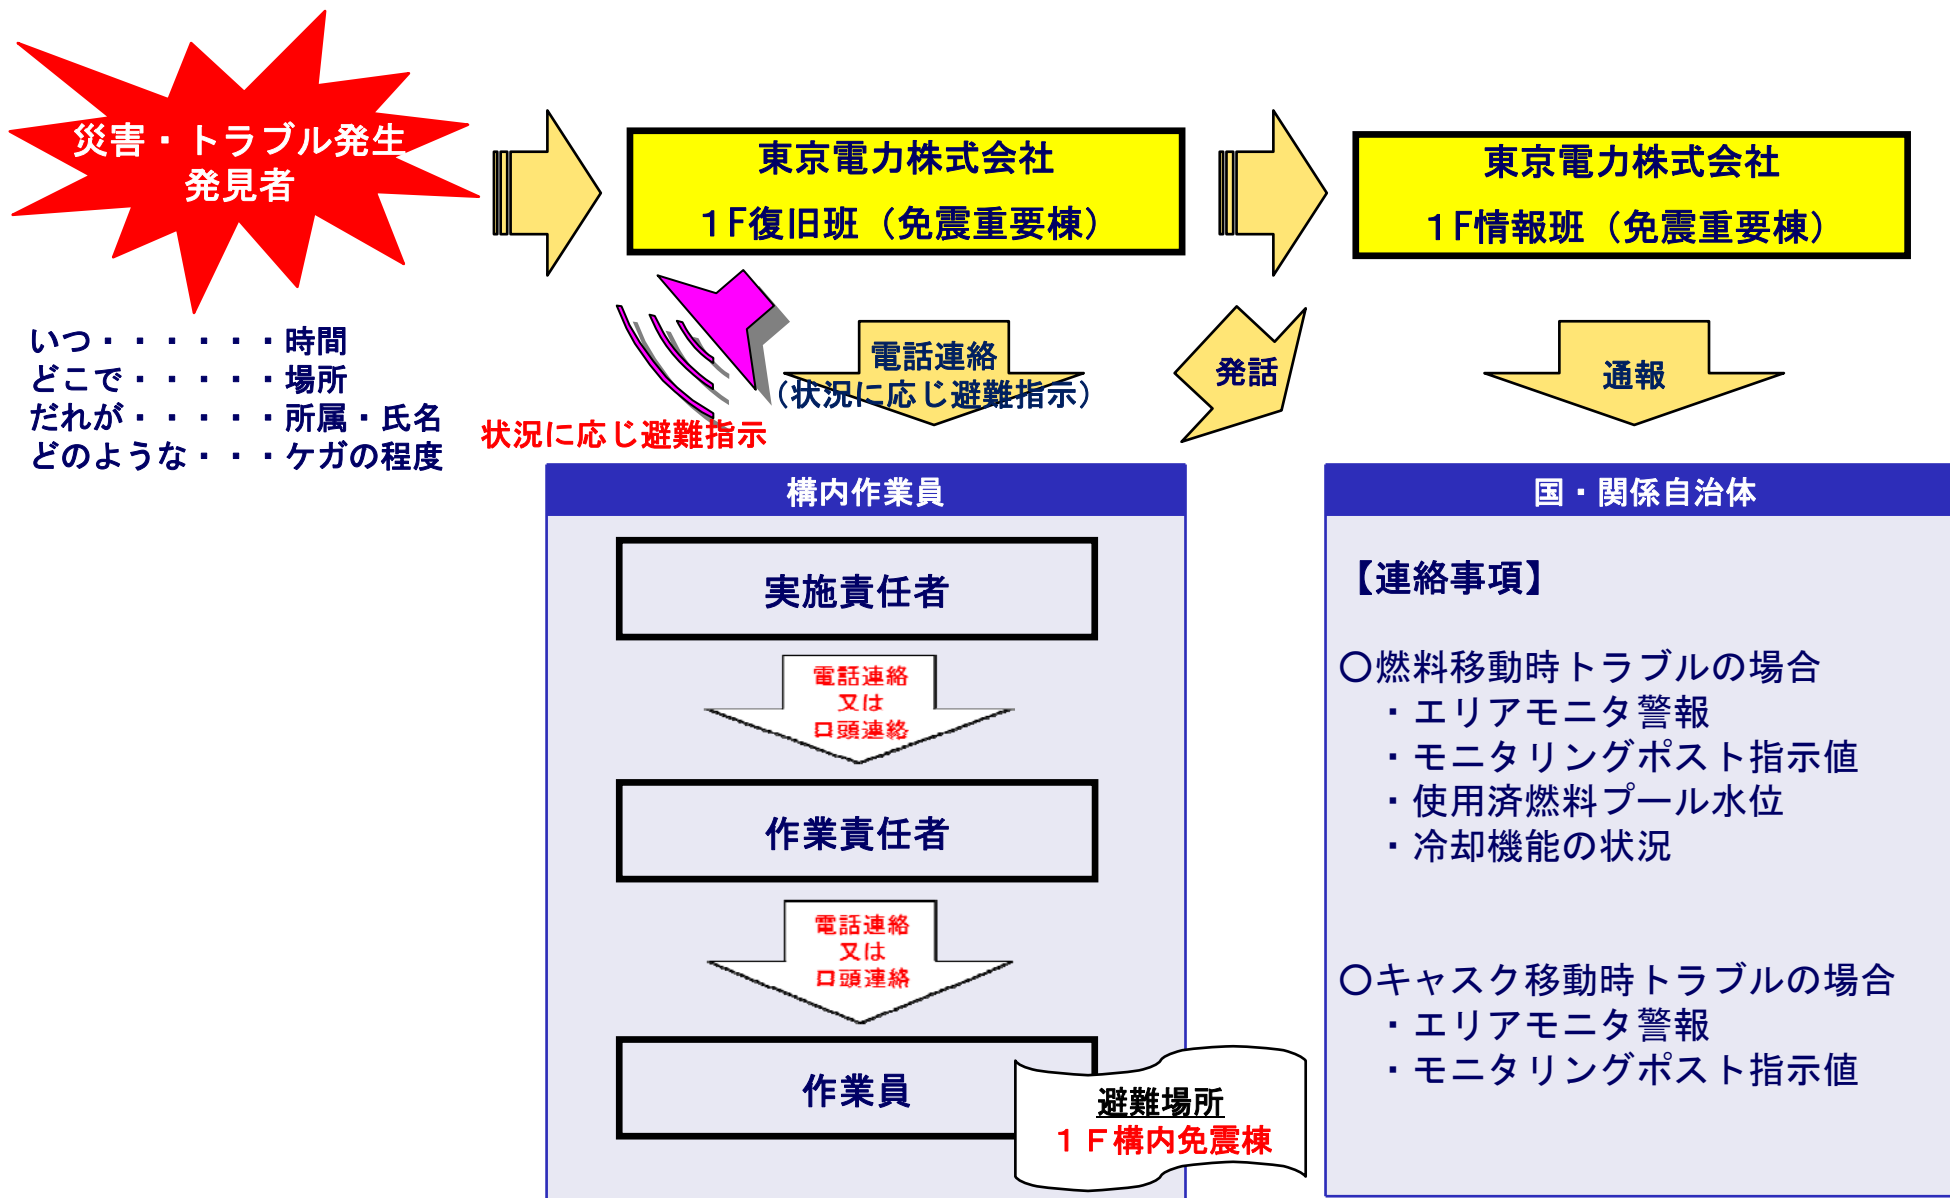 災害・トラブル発生
発見者
東京電力株式会社
１F復旧班（免震重要棟）
東京電力株式会社
１F情報班（免震重要棟）
いつ・・・・・・時間
どこで・・・・・場所
だれが・・・・・所属・氏名
どのような・・・ケガの程度
状況に応じ避難指示
電話連絡
（状況に応じ避難指示）
発話
通報
構内作業員
実施責任者
電話連絡
又は
口頭連絡
作業責任者
電話連絡
又は
口頭連絡
作業員
避難場所
１Ｆ構内免震棟
国・関係自治体
【連絡事項】
〇燃料移動時トラブルの場合
・エリアモニタ警報
・モニタリングポスト指示値
・使用済燃料プール水位
・冷却機能の状況
〇キャスク移動時トラブルの場合
・エリアモニタ警報
・モニタリングポスト指示値